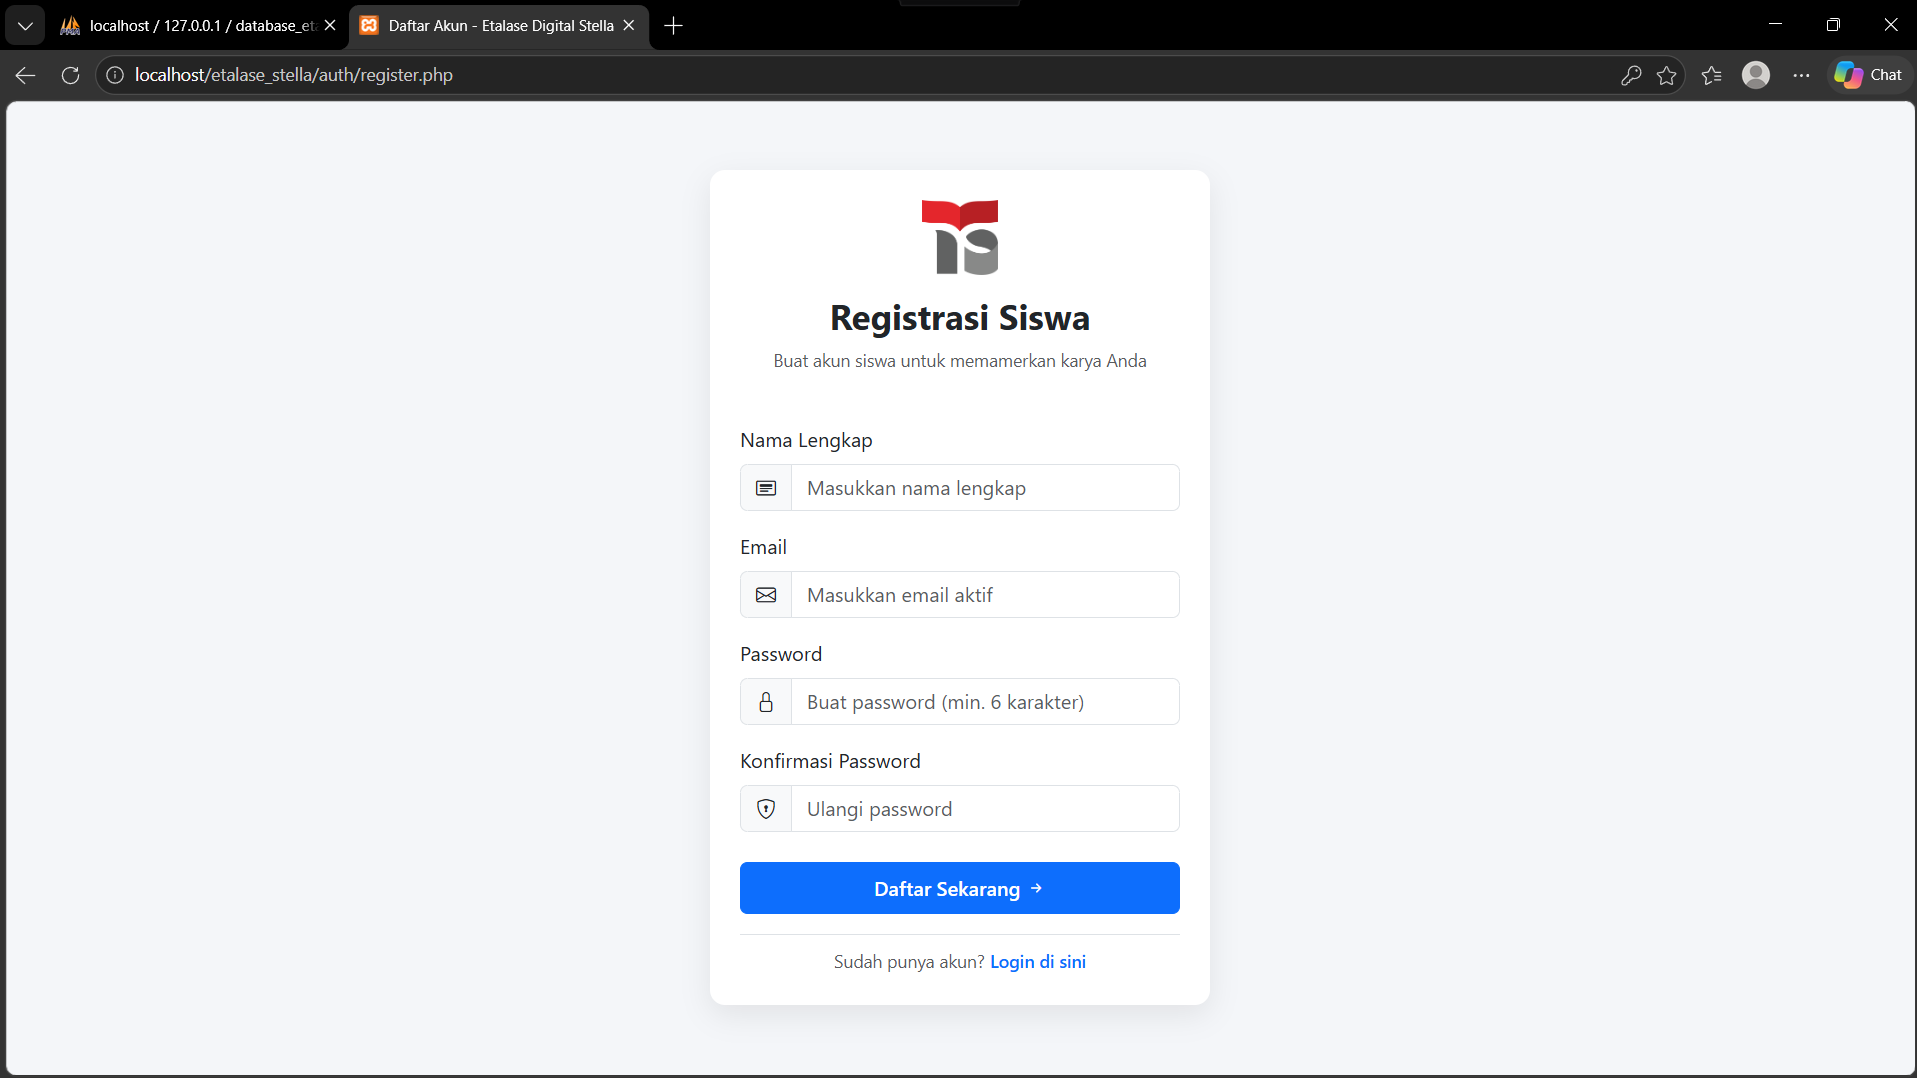 localhost / 127.0.0.1 / database_eta
Daftar Akun - Etalase Digital Stella
localhost/etalase_stella/auth/register.php
Chat
Registrasi Siswa
Buat akun siswa untuk memamerkan karya Anda
Nama Lengkap
Masukkan nama lengkap
Email
Masukkan email aktif
Password
Buat password (min. 6 karakter)
Konfirmasi Password
Ulangi password
Daftar Sekarang →
Sudah punya akun? Login di sini